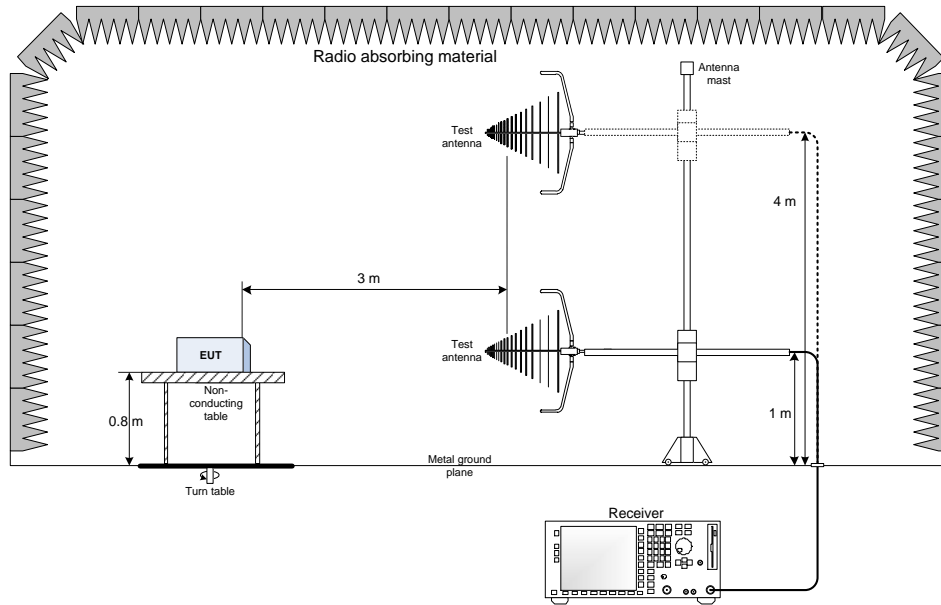 Radio absorbing material
Antenna
mast
Test
antenna
4 m
3 m
Test
antenna
EUT
Non-
conducting
table
0.8 m
1 m
Metal ground
plane
Turn table
Receiver